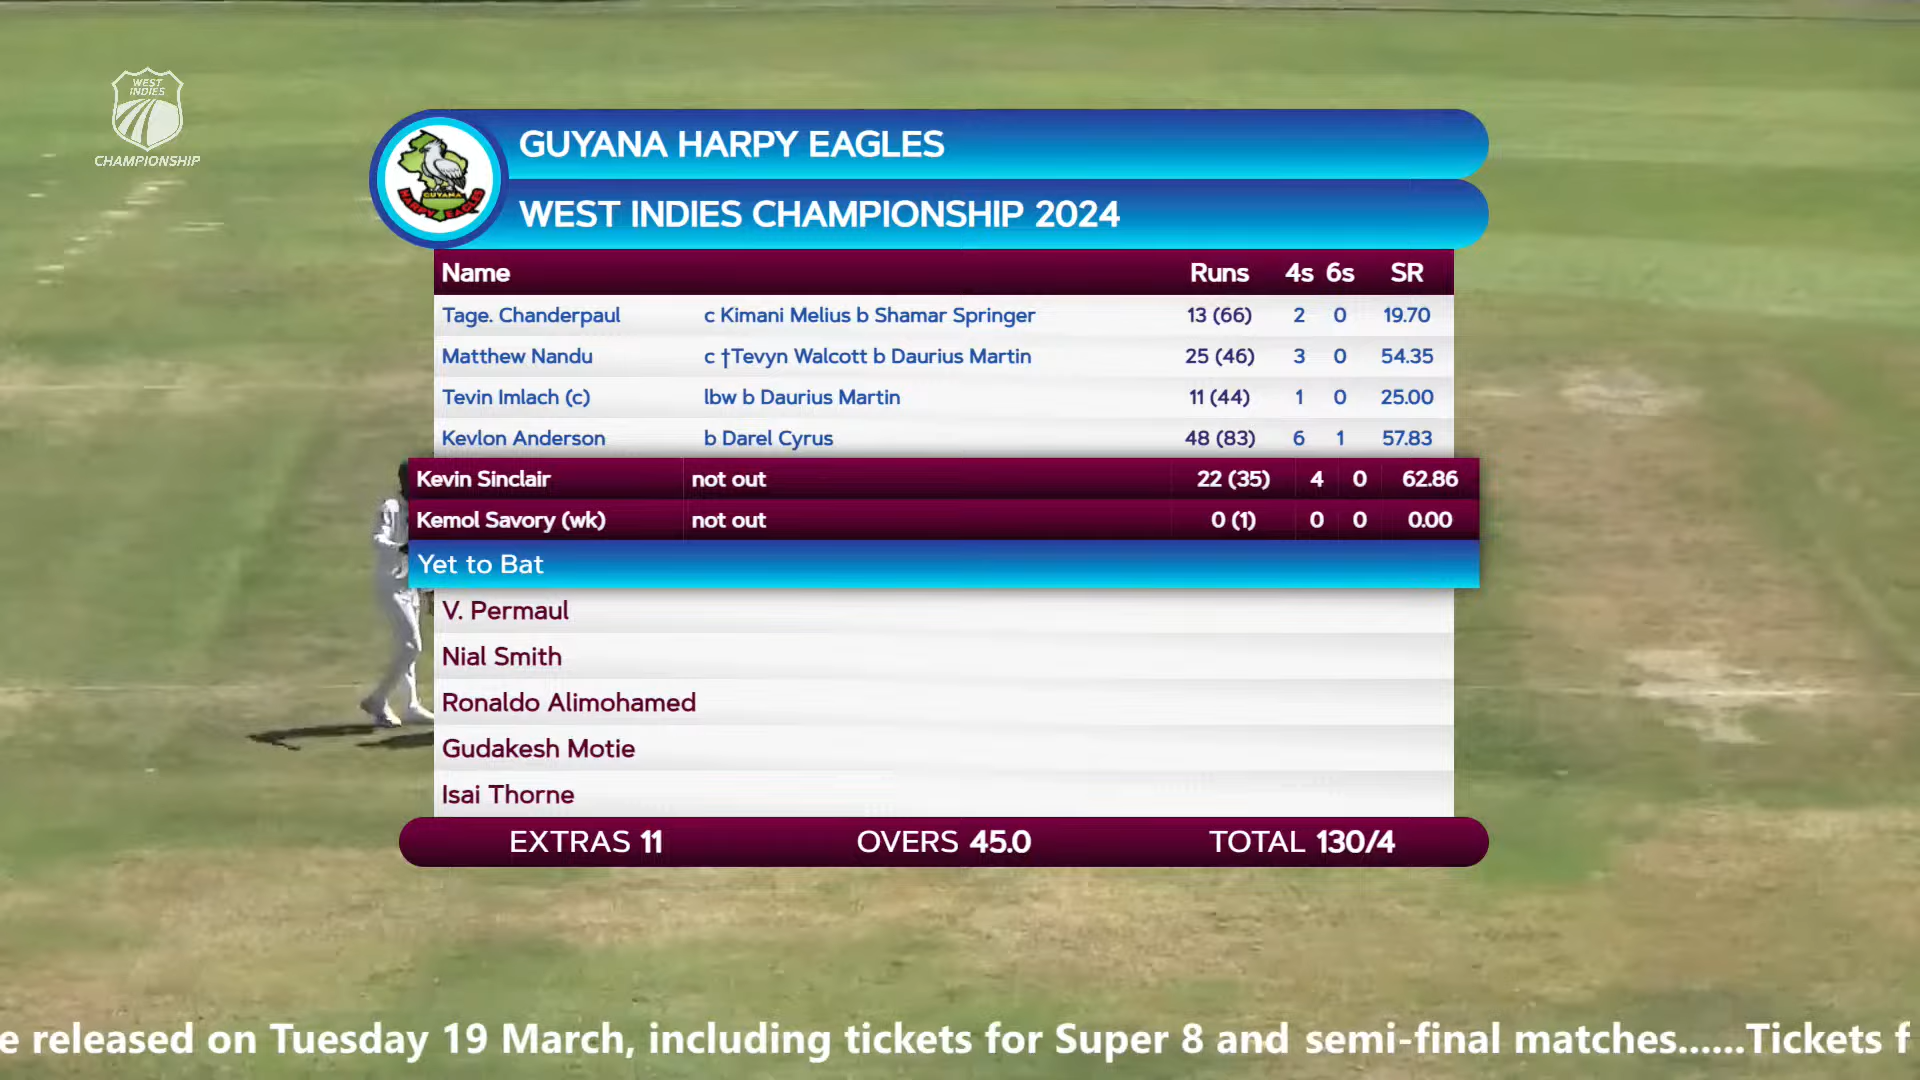 WEST
INDIES
CHAMPIONSHIP
GUYANA HARPY EAGLES
GUYANA
HARPY EAGLES
WEST INDIES CHAMPIONSHIP 2024
Name Runs 4s 6s SR
Tage. Chanderpaul c Kimani Melius b Shamar Springer 13 (66) 2 0 19.70
Matthew Nandu c †Tevyn Walcott b Daurius Martin 25 (46) 3 0 54.35
Tevin Imlach (c) lbw b Daurius Martin 11 (44) 1 0 25.00
Kevlon Anderson b Darel Cyrus 48 (83) 6 1 57.83
Kevin Sinclair not out 22 (35) 4 0 62.86
Kemol Savory (wk) not out 0 (1) 0 0 0.00
Yet to Bat
V. Permaul
Nial Smith
Ronaldo Alimohamed
Gudakesh Motie
Isai Thorne
EXTRAS 11 OVERS 45.0 TOTAL 130/4
e released on Tuesday 19 March, including tickets for Super 8 and semi-final matches......Tickets f